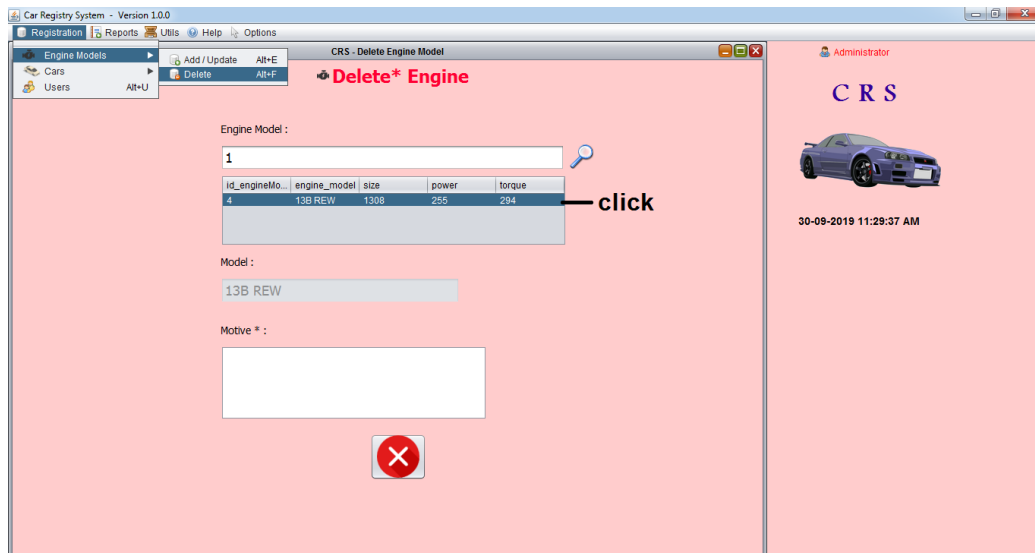 Car Registry System - Version 1.0.0
Registration Reports Utils Help Options
Engine Models
Cars
Users Alt+U
Add / Update Alt+E
Delete Alt+F
CRS - Delete Engine Model
Delete* Engine
Engine Model :
1
id_engineMo... engine_model size power torque
4 13B REW 1308 255 294
click
Model :
13B REW
Motive * :
Administrator
C R S
30-09-2019 11:29:37 AM